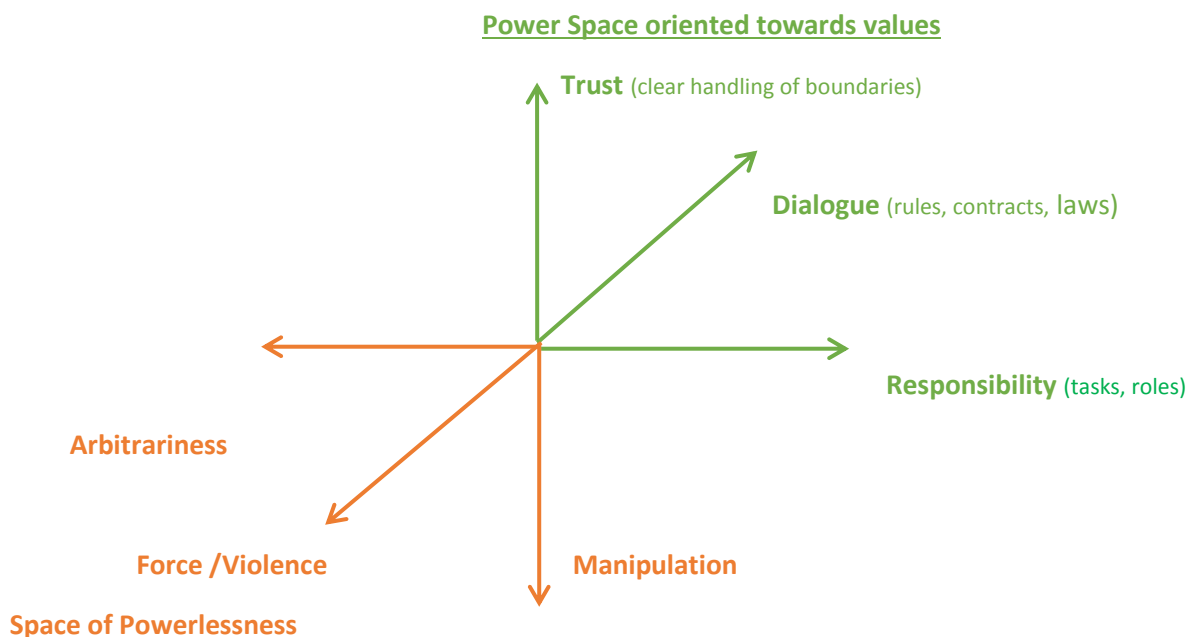 Power Space oriented towards values
Trust (clear handling of boundaries)
Dialogue (rules, contracts, laws)
Responsibility (tasks, roles)
Arbitrariness
Force /Violence
Manipulation
Space of Powerlessness